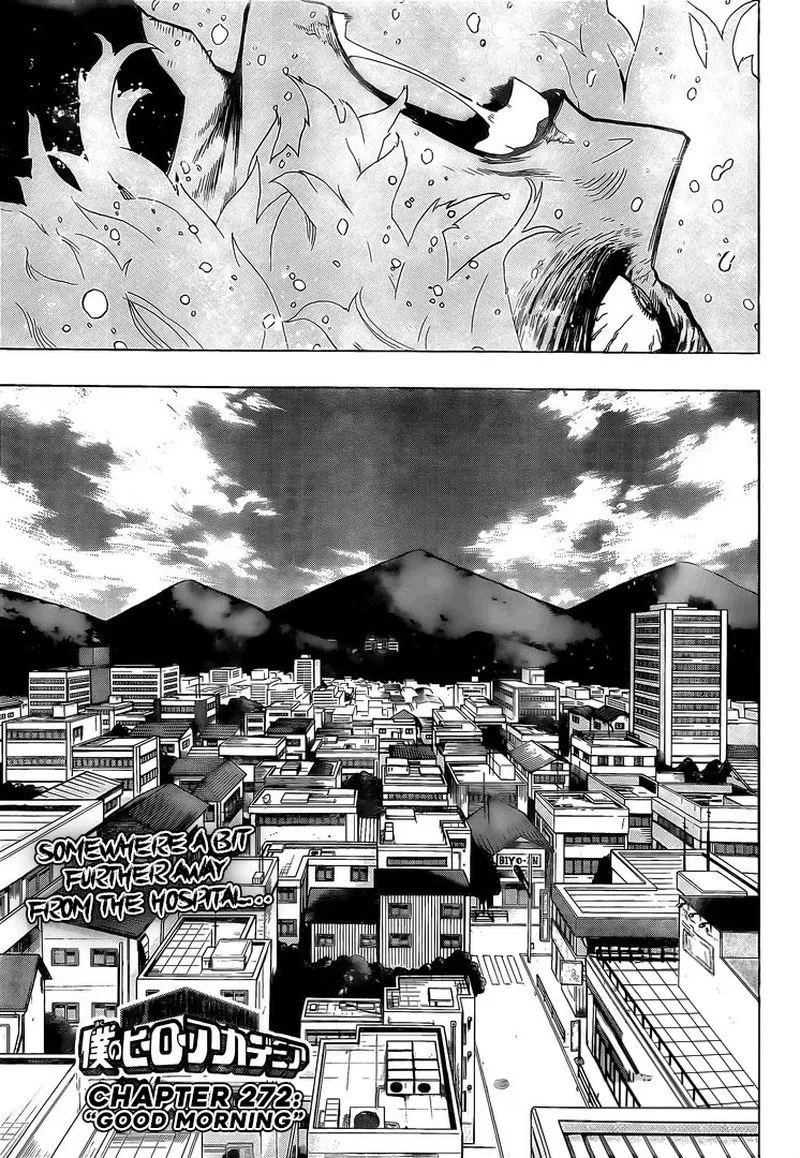 BIYO-IN
SOMEWHERE A BIT
FURTHER AWAY
FROM THE HOSPITAL...
僕のヒーローアカデミア
CHAPTER 272:
"GOOD MORNING"